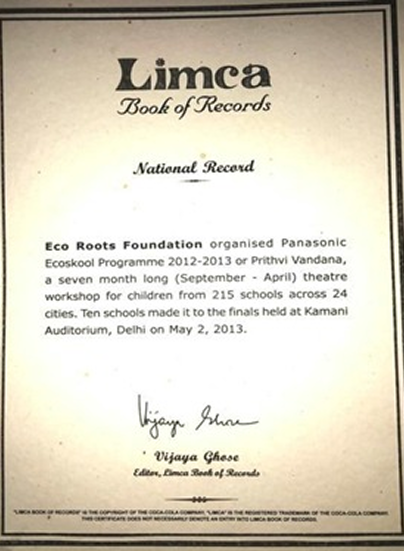 Limca
Book of Records
National Record
Eco Roots Foundation organised Panasonic
Ecoskool Programme 2012-2013 or Prithvi Vandana,
a seven month long (September - April) theatre
workshop for children from 215 schools across 24
cities. Ten schools made it to the finals held at Kamani
Auditorium, Delhi on May 2, 2013.
Vijaya Ghose
Vijaya Ghose
Editor, Limca Book of Records
"LIMCA BOOK OF RECORDS" IS THE COPYRIGHT OF THE COCA-COLA COMPANY. "LIMCA" IS THE REGISTERED TRADEMARK OF THE COCA-COLA COMPANY.
THIS CERTIFICATE DOES NOT NECESSARILY DENOTE AN ENTRY INTO LIMCA BOOK OF RECORDS.